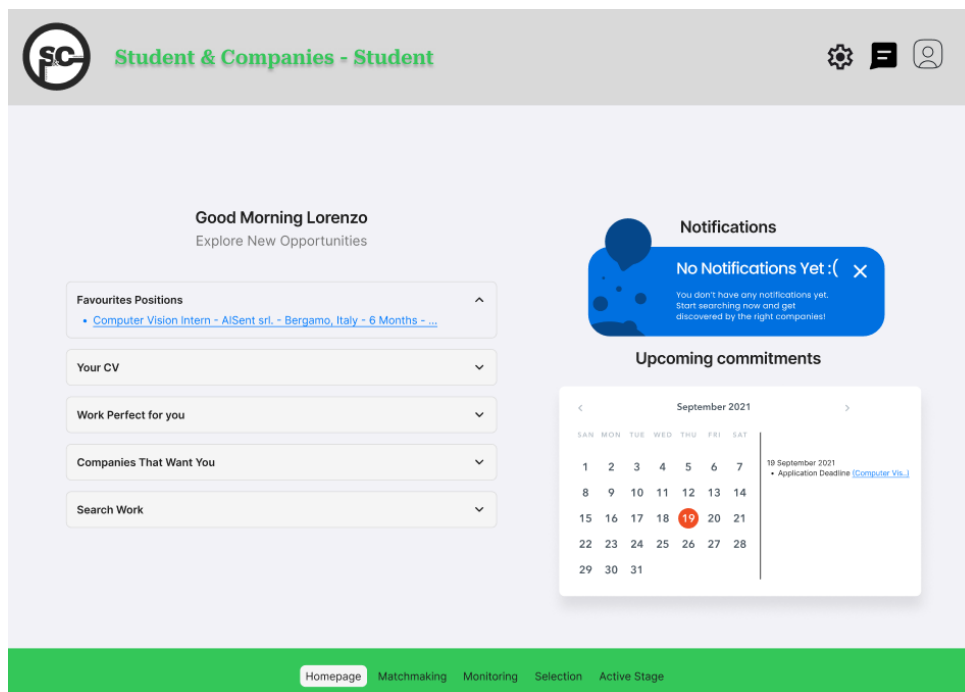 S&C
P
Student & Companies - Student
Good Morning Lorenzo
Explore New Opportunities
Favourites Positions
• Computer Vision Intern - AISent srl. - Bergamo, Italy - 6 Months - ...
Your CV
Work Perfect for you
Companies That Want You
Search Work
Notifications
No Notifications Yet :(
You don't have any notifications yet.
Start searching now and get
discovered by the right companies!
Upcoming commitments
September 2021
SAN MON TUE WED THU FRI SAT
1 2 3 4 5 6 7
8 9 10 11 12 13 14
15 16 17 18 19 20 21
22 23 24 25 26 27 28
29 30 31
19 September 2021
• Application Deadline (Computer Vis..)
Homepage Matchmaking Monitoring Selection Active Stage